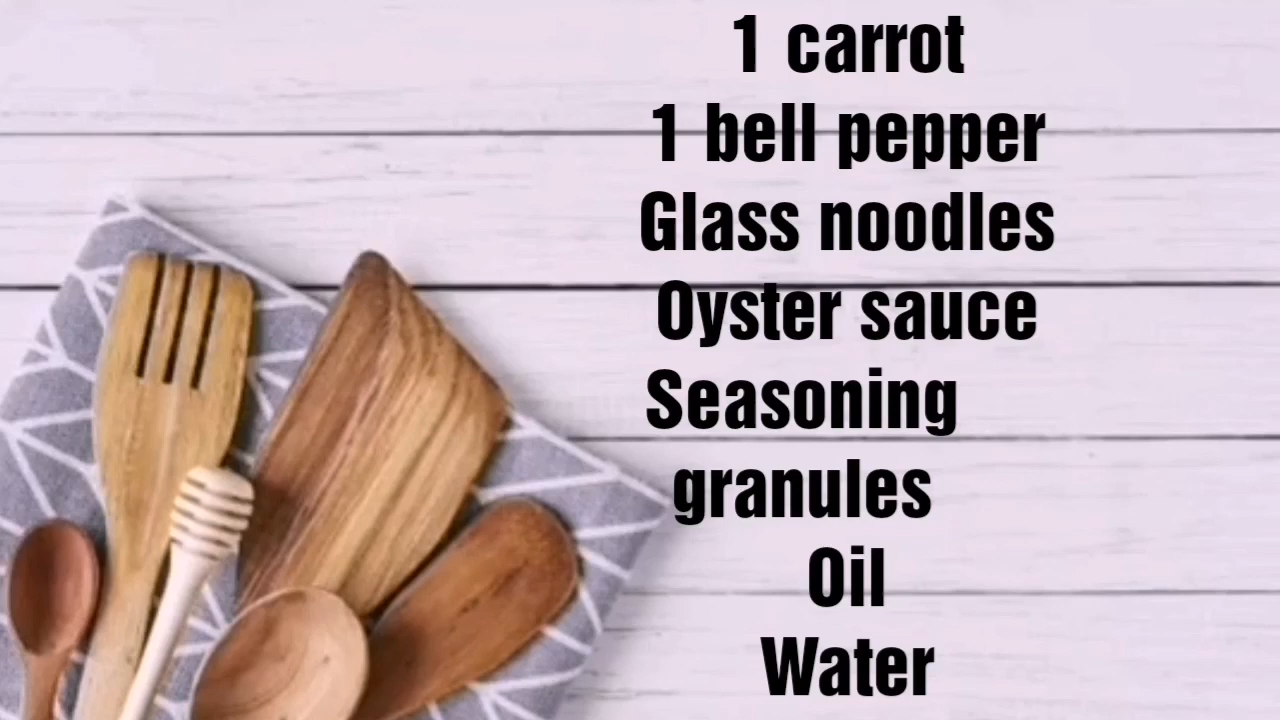 1 carrot
1 bell pepper
Glass noodles
Oyster sauce
Seasoning
granules
Oil
Water